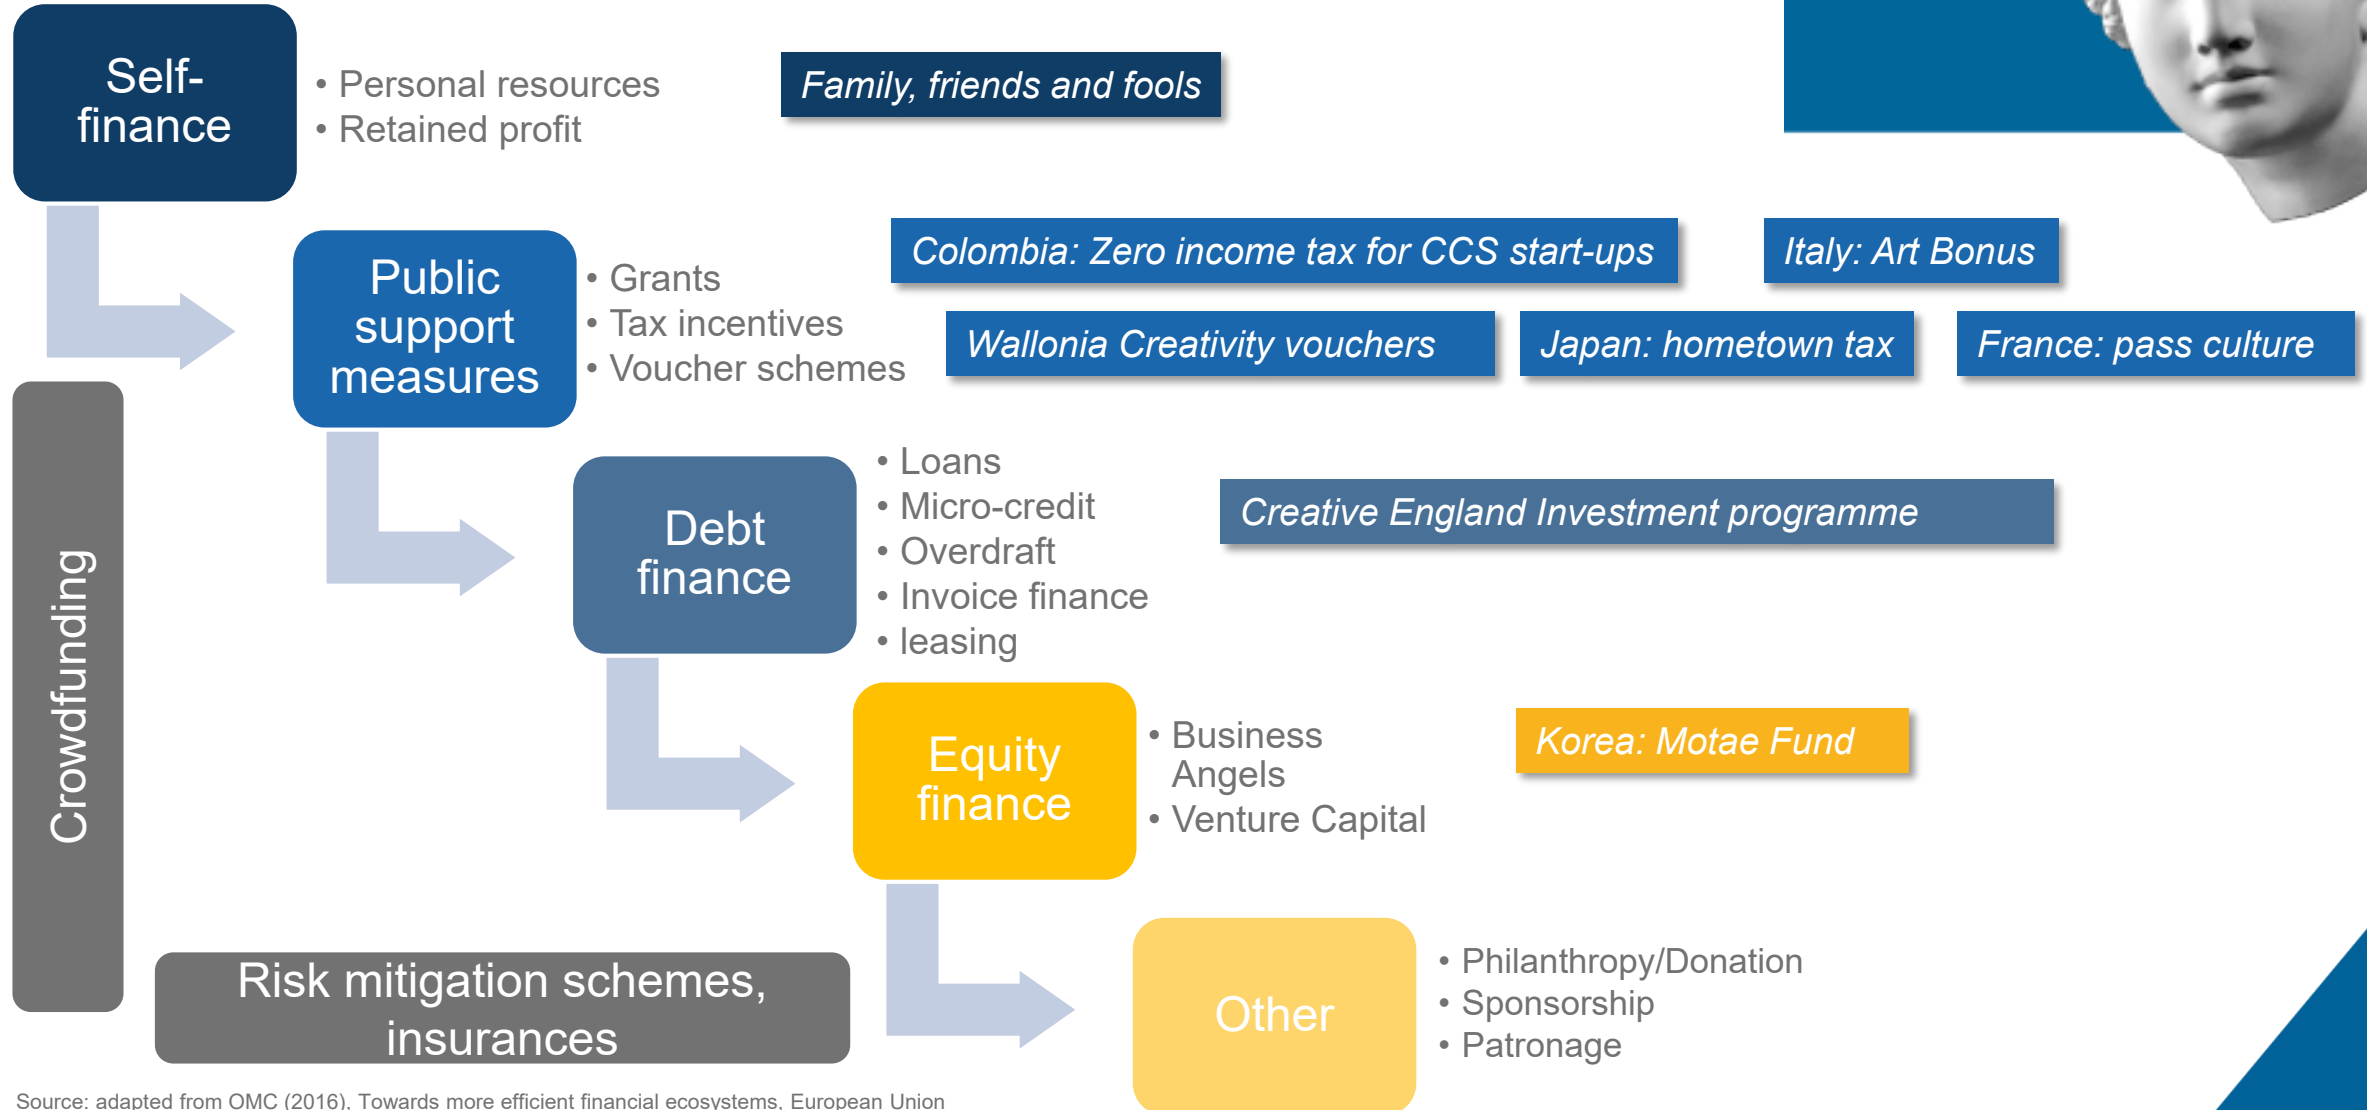 Self-
finance
• Personal resources
• Retained profit
Family, friends and fools
Public
support
measures
• Grants
• Tax incentives
• Voucher schemes
Colombia: Zero income tax for CCS start-ups
Italy: Art Bonus
Wallonia Creativity vouchers
Japan: hometown tax
France: pass culture
Crowdfunding
Debt
finance
• Loans
• Micro-credit
• Overdraft
• Invoice finance
• leasing
Creative England Investment programme
Equity
finance
• Business
Angels
• Venture Capital
Korea: Motae Fund
Risk mitigation schemes,
insurances
Other
• Philanthropy/Donation
• Sponsorship
• Patronage
Source: adapted from OMC (2016), Towards more efficient financial ecosystems, European Union